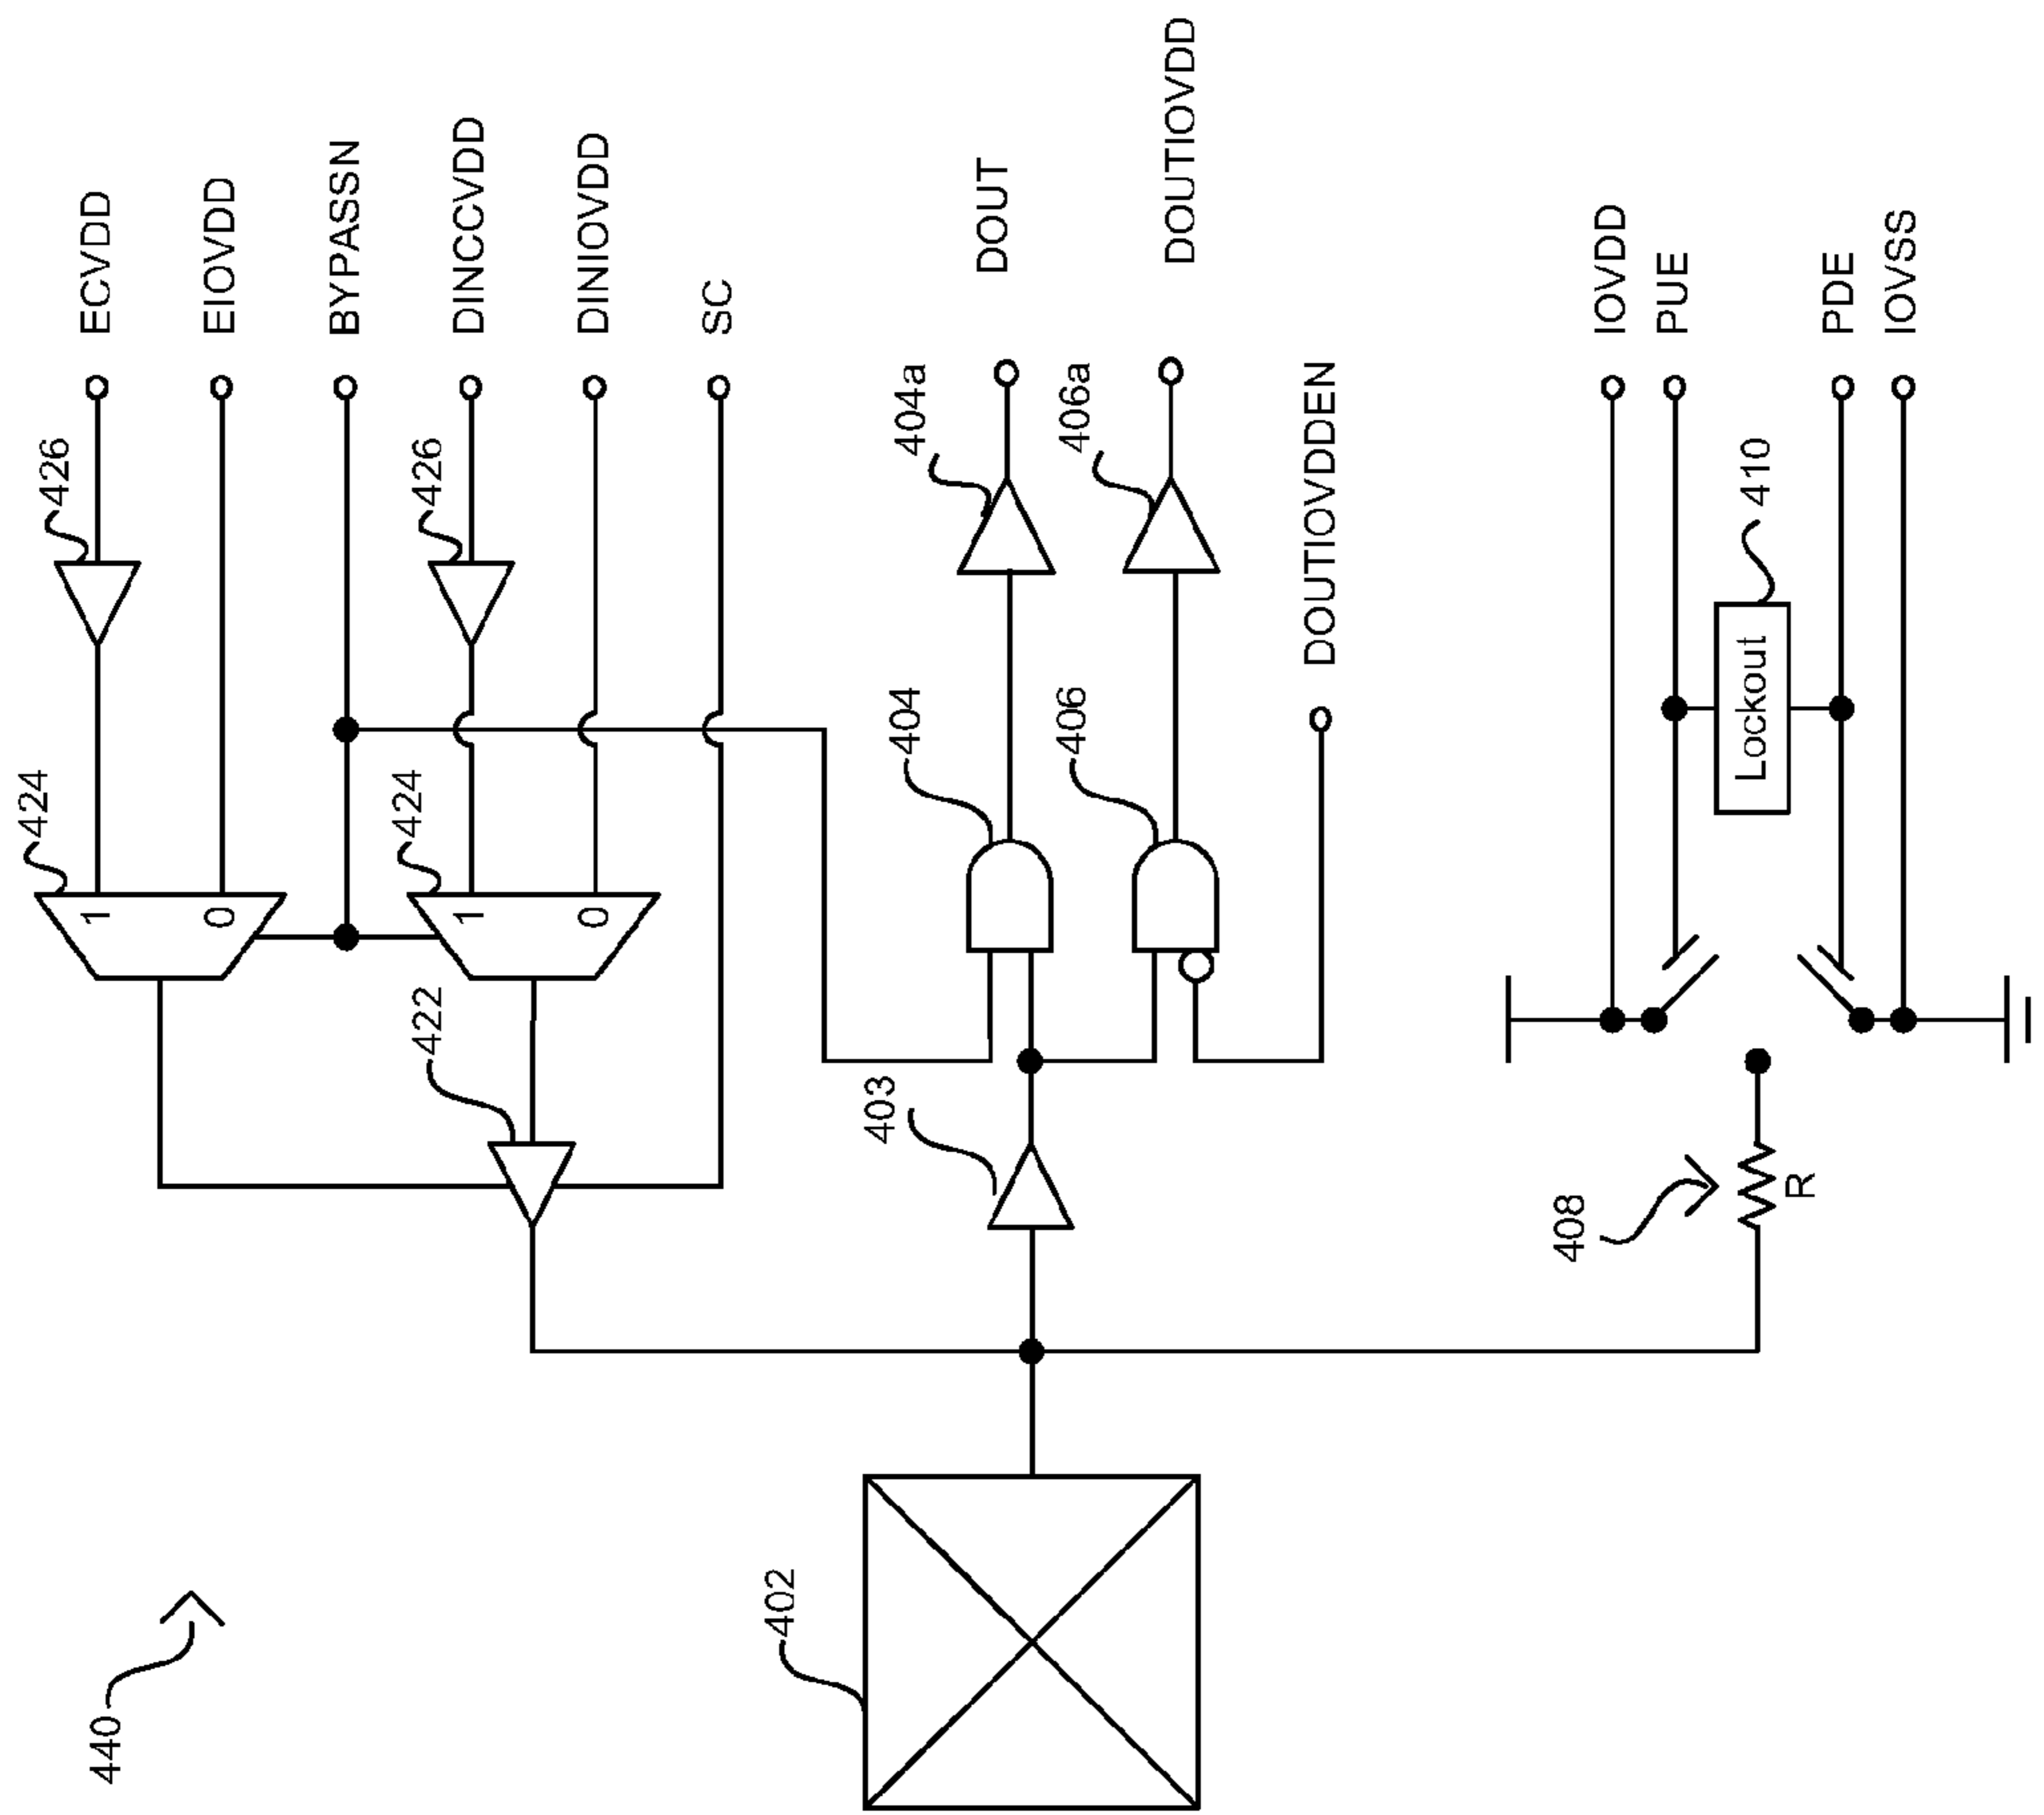 440
402
424
426
ECVDD
EIOVDD
BYPASSN
424
426
DINCCVDD
DINIOVDD
SC
1
0
1
0
422
403
404
404a
DOUT
406
406a
DOUTIOVDD
DOUTIOVDDEN
408
R
IOVDD
PUE
Lockout
410
PDE
IOVSS